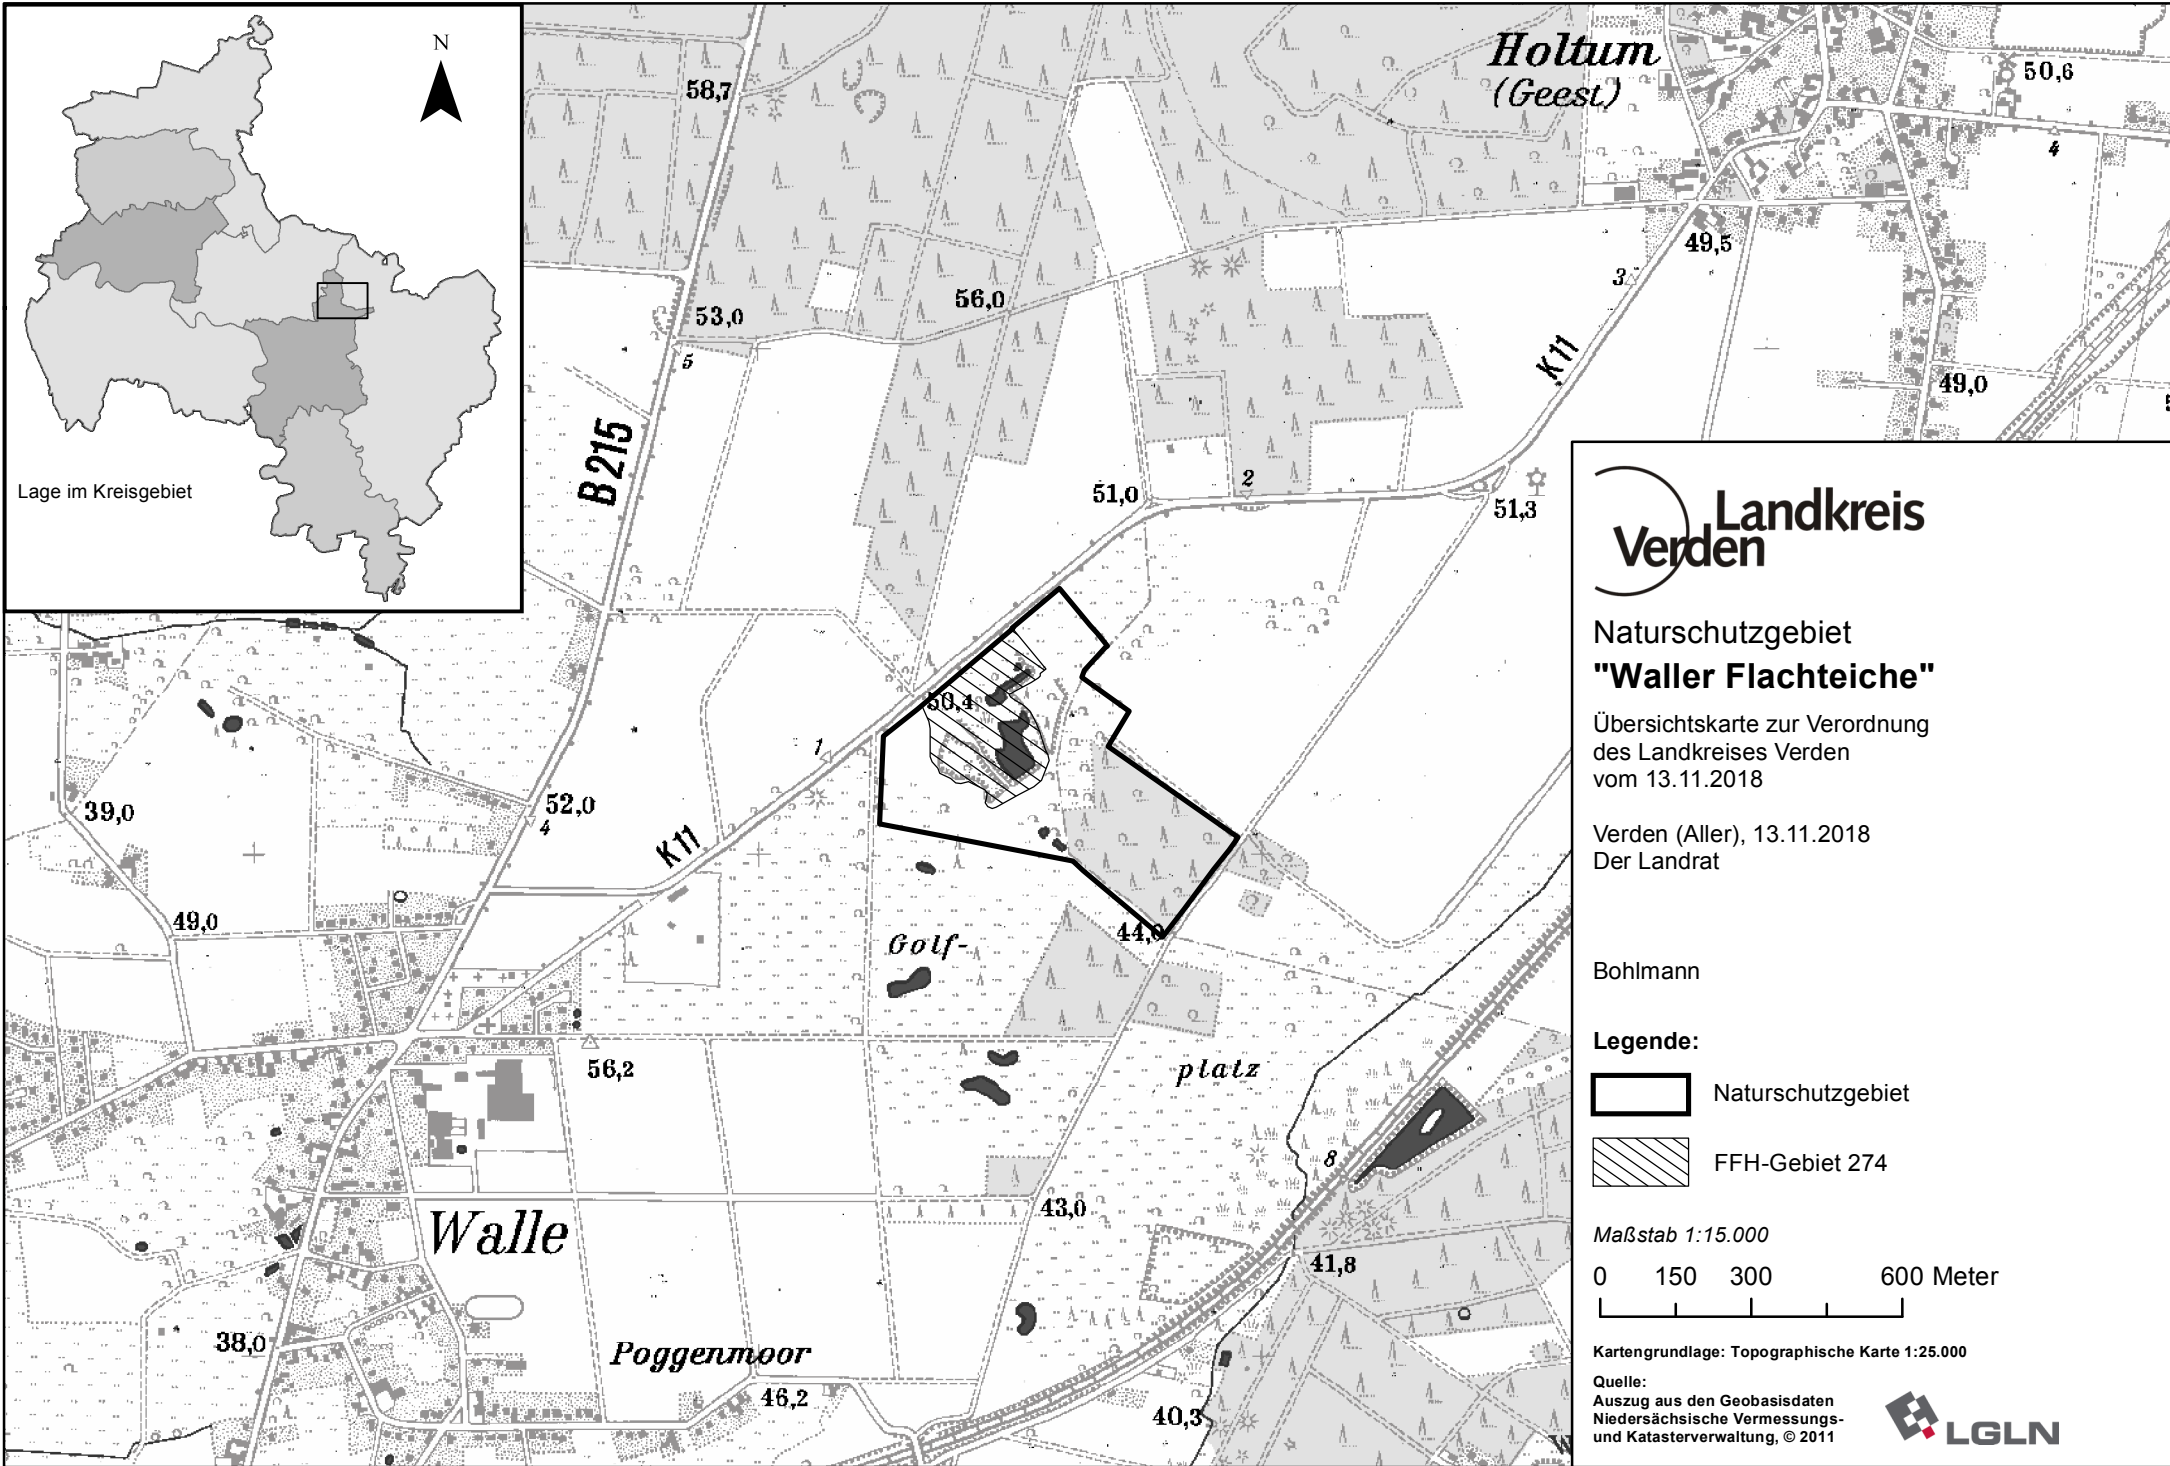 N
Lage im Kreisgebiet
Holtum
(Geest)
58,7
50,6
4
49,5
3
56,0
53,0
5
K11
49,0
B215
51,0
2
51,3
50,4
1
52,0
4
39,0
K11
49,0
Golf-
44,0
56,2
platz
8
43,0
Walle
41,8
38,0
Poggenmoor
46,2
40,3
Landkreis
Verden
Naturschutzgebiet
"Waller Flachteiche"
Übersichtskarte zur Verordnung
des Landkreises Verden
vom 13.11.2018
Verden (Aller), 13.11.2018
Der Landrat
Bohlmann
Legende:
Naturschutzgebiet
FFH-Gebiet 274
Maßstab 1:15.000
0 150 300 600 Meter
Kartengrundlage: Topographische Karte 1:25.000
Quelle:
Auszug aus den Geobasisdaten
Niedersächsische Vermessungs-
und Katasterverwaltung, © 2011
LGLN